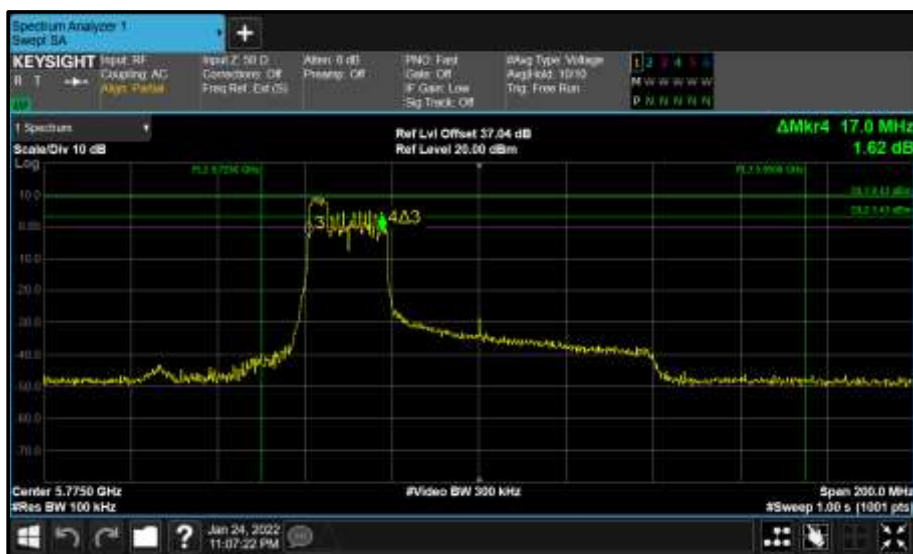 Spectrum Analyzer 1
Swept SA
KEYSIGHT
R T
Input: RF
Coupling: AC
Align: Partial
Input Z: 50 Ω
Corrections: Off
Freq Ref: Ext (S)
Atten: 0 dB
Preamp: Off
PNO: Fast
Gate: Off
IF Gain: Low
Sig Track: Off
#Avg Type: Voltage
Avg|Hold: 10/10
Trig: Free Run
1 2 3 4 5 6
M W W W W W
P N N N N N
1 Spectrum
Scale/Div 10 dB
Ref Lvl Offset 37.04 dB
Ref Level 20.00 dBm
ΔMkr4 17.0 MHz
1.62 dB
Log
10.0
0.00
-10.0
-20.0
-30.0
-40.0
-50.0
-60.0
-70.0
3
4Δ3
Center 5.7750 GHz
#Res BW 100 kHz
#Video BW 300 kHz
Span 200.0 MHz
#Sweep 1.00 s (1001 pts)
?
Jan 24, 2022
11:07:22 PM